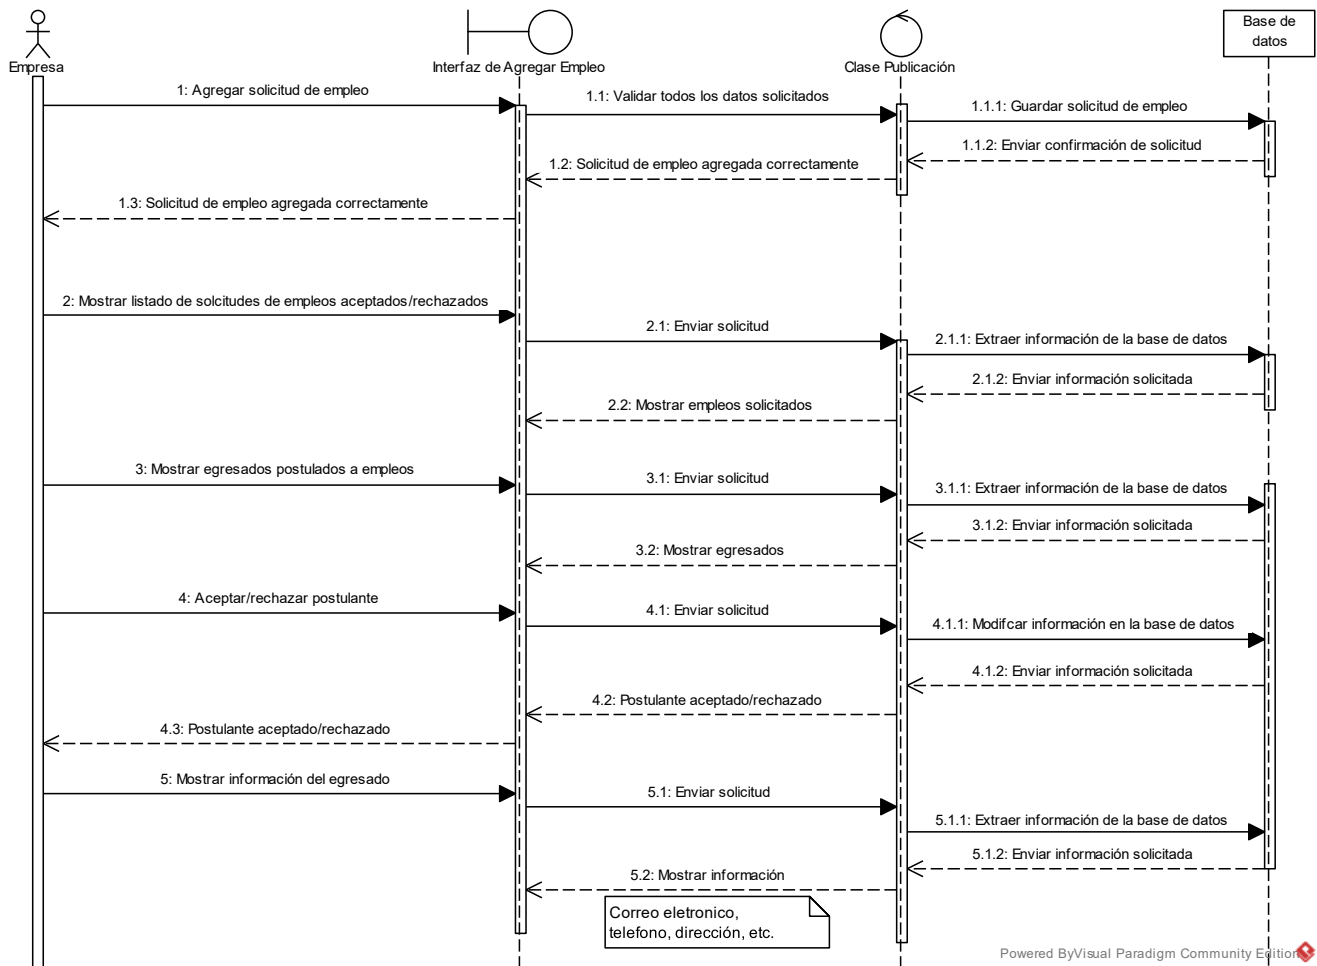 Base de
datos
Empresa
Interfaz de Agregar Empleo
Clase Publicación
1: Agregar solicitud de empleo
1.1: Validar todos los datos solicitados
1.1.1: Guardar solicitud de empleo
1.1.2: Enviar confirmación de solicitud
1.2: Solicitud de empleo agregada correctamente
1.3: Solicitud de empleo agregada correctamente
2: Mostrar listado de solcitudes de empleos aceptados/rechazados
2.1: Enviar solicitud
2.1.1: Extraer información de la base de datos
2.1.2: Enviar información solicitada
2.2: Mostrar empleos solicitados
3: Mostrar egresados postulados a empleos
3.1: Enviar solicitud
3.1.1: Extraer información de la base de datos
3.1.2: Enviar información solicitada
3.2: Mostrar egresados
4: Aceptar/rechazar postulante
4.1: Enviar solicitud
4.1.1: Modifcar información en la base de datos
4.1.2: Enviar información solicitada
4.2: Postulante aceptado/rechazado
4.3: Postulante aceptado/rechazado
5: Mostrar información del egresado
5.1: Enviar solicitud
5.1.1: Extraer información de la base de datos
5.1.2: Enviar información solicitada
5.2: Mostrar información
Correo eletronico,
telefono, dirección, etc.
Powered ByVisual Paradigm Community Edition